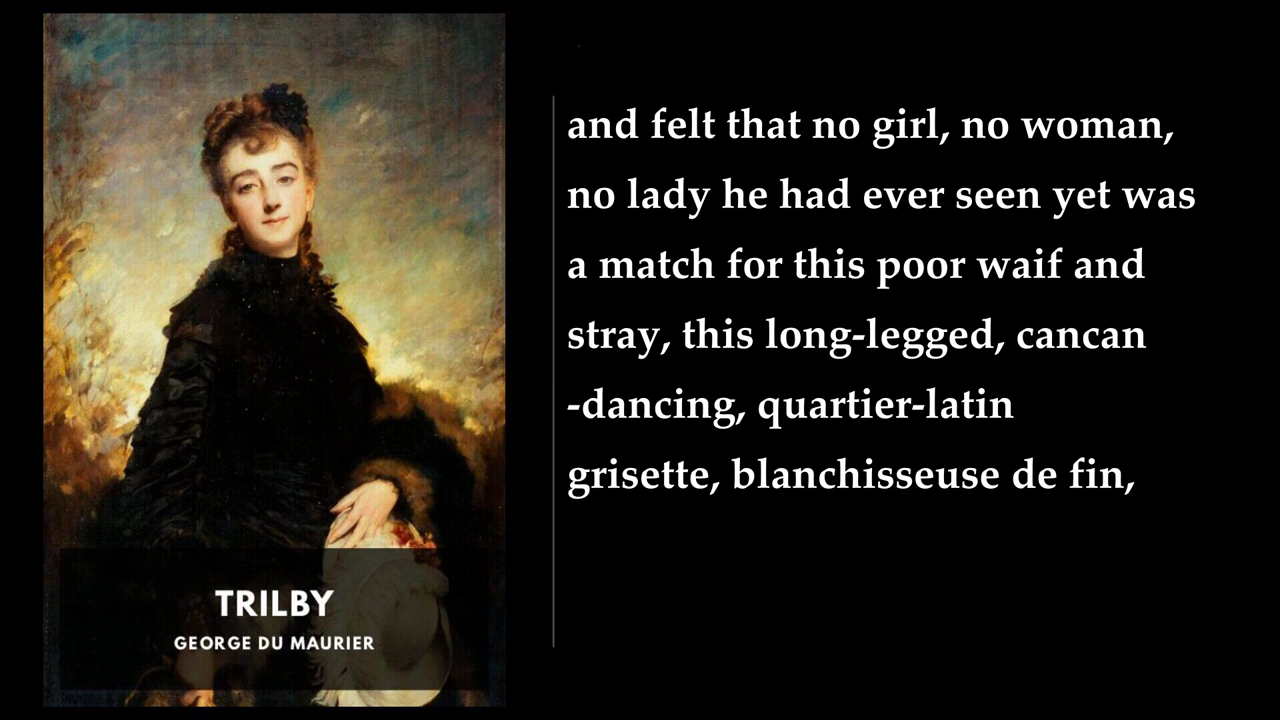 and felt that no girl, no woman,
no lady he had ever seen yet was
a match for this poor waif and
stray, this long-legged, cancan
-dancing, quartier-latin
grisette, blanchisseuse de fin,
TRILBY
GEORGE DU MAURIER